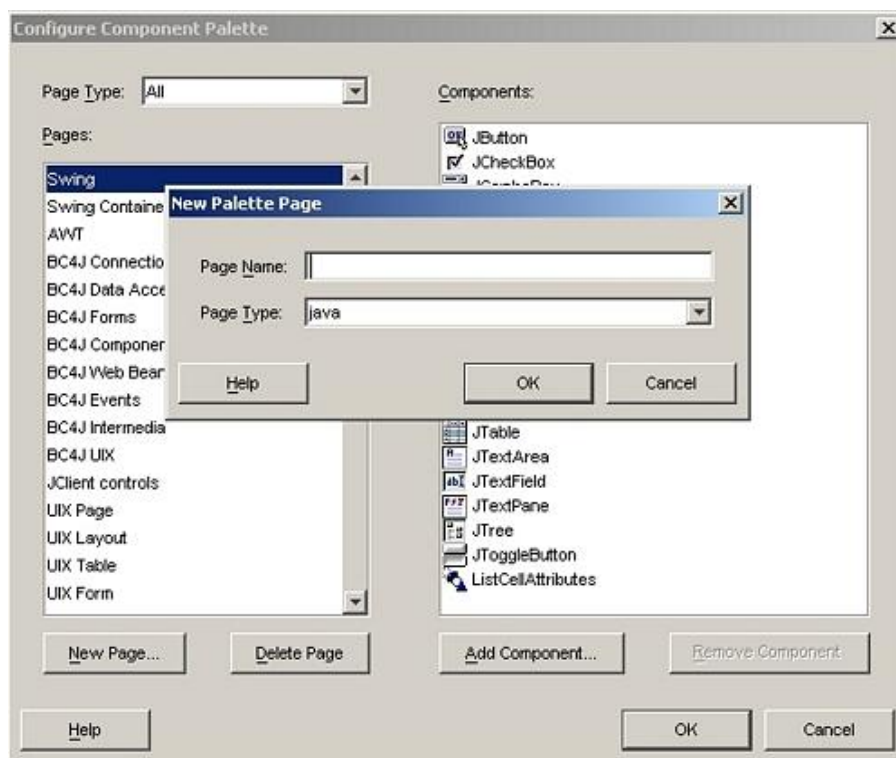 Configure Component Palette
Page Type: All
Components:
Pages:
JButton
JCheckBox
Swing
Swing Containe
New Palette Page
AWT
BC4J Connectio
Page Name:
BC4J Data Acce
BC4J Forms
Page Type: java
BC4J Componer
BC4J Web Bear
Help OK Cancel
BC4J Events
BC4J Intermedia
JTable
BC4J UIX
JTextArea
JClient controls
JTextField
UIX Page
JTextPane
UIX Layout
JTree
UIX Table
JToggleButton
UIX Form
ListCellAttributes
New Page... Delete Page Add Component... Remove Component
Help OK Cancel